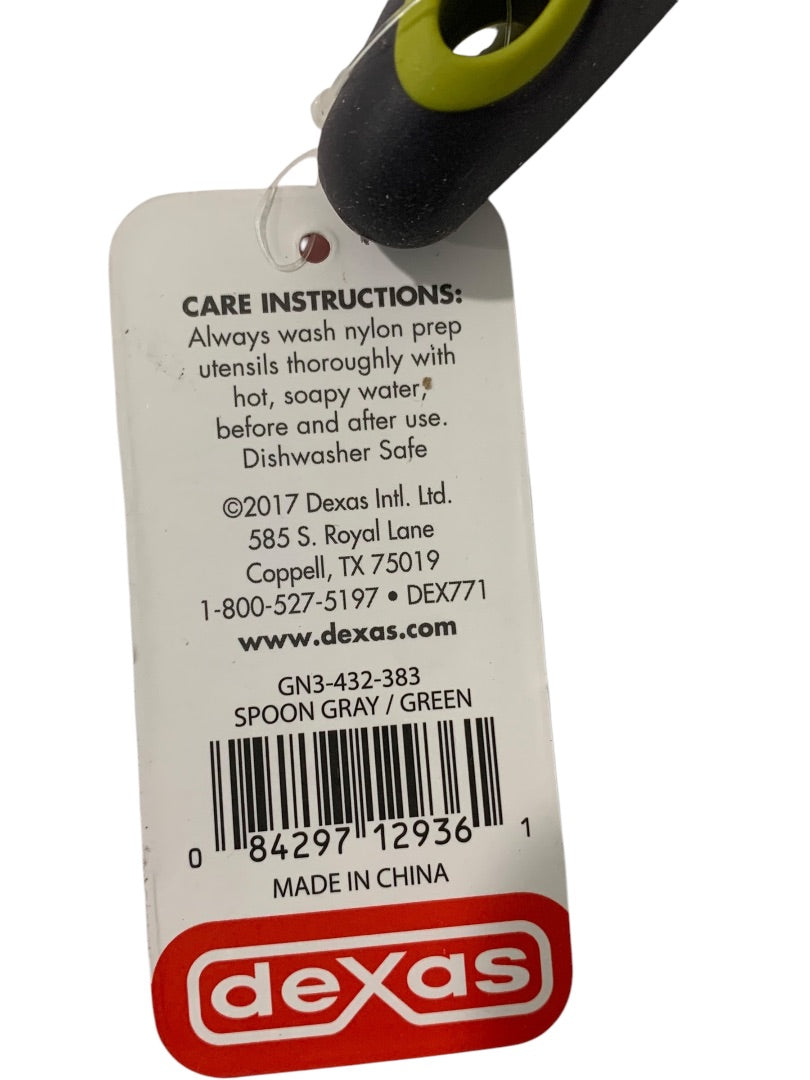 CARE INSTRUCTIONS:
Always wash nylon prep
utensils thoroughly with
hot, soapy water,
before and after use.
Dishwasher Safe
©2017 Dexas Intl. Ltd.
585 S. Royal Lane
Coppell, TX 75019
1-800-527-5197 • DEX771
www.dexas.com
GN3-432-383
SPOON GRAY / GREEN
0 84297 12936 1
MADE IN CHINA
dexas